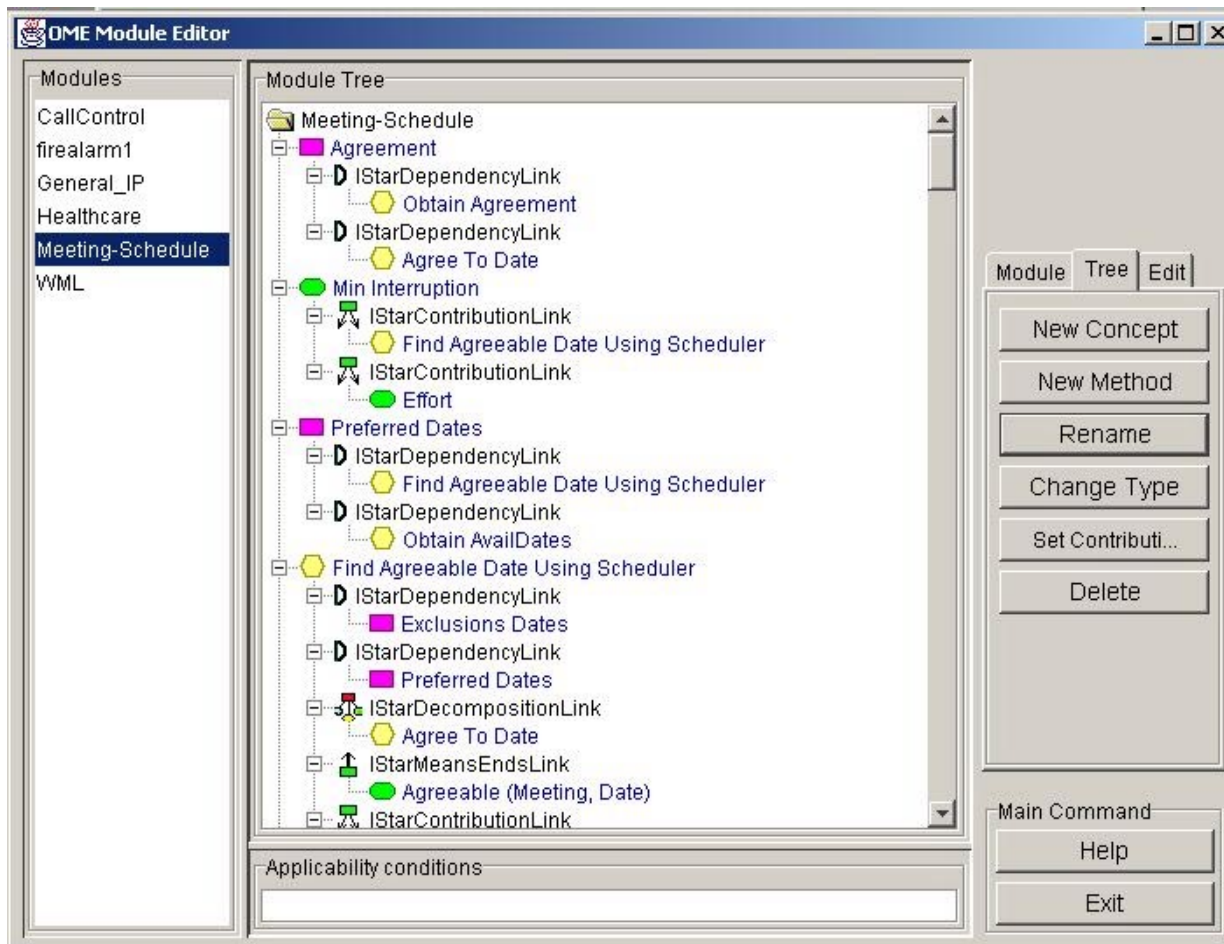 OME Module Editor
Modules
CallControl
firealarm1
General_IP
Healthcare
Meeting-Schedule
WML
Module Tree
Meeting-Schedule
Agreement
IStarDependencyLink
Obtain Agreement
IStarDependencyLink
Agree To Date
Min Interruption
IStarContributionLink
Find Agreeable Date Using Scheduler
IStarContributionLink
Effort
Preferred Dates
IStarDependencyLink
Find Agreeable Date Using Scheduler
IStarDependencyLink
Obtain AvailDates
Find Agreeable Date Using Scheduler
IStarDependencyLink
Exclusions Dates
IStarDependencyLink
Preferred Dates
IStarDecompositionLink
Agree To Date
IStarMeansEndsLink
Agreeable (Meeting, Date)
IStarContributionLink
Applicability conditions
Module Tree Edit
New Concept
New Method
Rename
Change Type
Set Contributi...
Delete
Main Command
Help
Exit